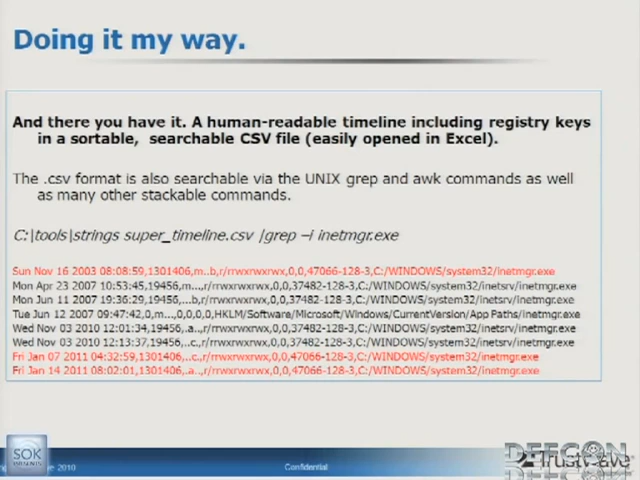 Doing it my way.
And there you have it. A human-readable timeline including registry keys
in a sortable, searchable CSV file (easily opened in Excel).
The .csv format is also searchable via the UNIX grep and awk commands as well
as many other stackable commands.
C:\tools\strings super_timeline.csv |grep –i inetmgr.exe
Sun Nov 16 2003 08:08:59,1301406,m..b,r/rrwxrwxrwx,0,0,47066-128-3,C:/WINDOWS/system32/inetmgr.exe
Mon Apr 23 2007 10:53:45,19456,m...,r/rrwxrwxrwx,0,0,37482-128-3,C:/WINDOWS/system32/inetsrv/inetmgr.exe
Mon Jun 11 2007 19:36:29,19456,...b,r/rrwxrwxrwx,0,0,37482-128-3,C:/WINDOWS/system32/inetsrv/inetmgr.exe
Tue Jun 12 2007 09:47:42,0,m...,0,0,0,0,HKLM/Software/Microsoft/Windows/CurrentVersion/App Paths/inetmgr.exe
Wed Nov 03 2010 12:01:34,19456,.a..,r/rrwxrwxrwx,0,0,37482-128-3,C:/WINDOWS/system32/inetsrv/inetmgr.exe
Wed Nov 03 2010 12:13:37,19456,..c.,r/rrwxrwxrwx,0,0,37482-128-3,C:/WINDOWS/system32/inetsrv/inetmgr.exe
Fri Jan 07 2011 04:32:59,1301406,..c.,r/rrwxrwxrwx,0,0,47066-128-3,C:/WINDOWS/system32/inetmgr.exe
Fri Jan 14 2011 08:02:01,1301406,.a..,r/rrwxrwxrwx,0,0,47066-128-3,C:/WINDOWS/system32/inetmgr.exe
SOK
2010
Confidential
DEFCON
Trustwave